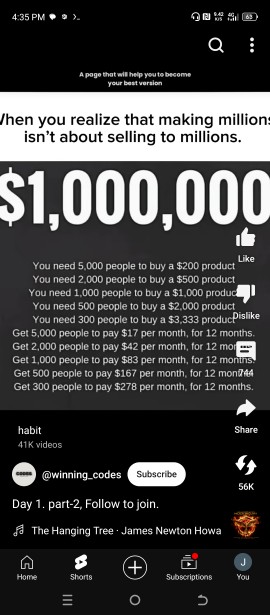 4:35 PM
9.42
K/S
4G
63
A page that will help you to become
your best version
When you realize that making millions
isn't about selling to millions.
$1,000,000
You need 5,000 people to buy a $200 product
You need 2,000 people to buy a $500 product
You need 1,000 people to buy a $1,000 product
You need 500 people to buy a $2,000 product
You need 300 people to buy a $3,333 product
Get 5,000 people to pay $17 per month, for 12 months.
Get 2,000 people to pay $42 per month, for 12 months.
Get 1,000 people to pay $83 per month, for 12 months.
Get 500 people to pay $167 per month, for 12 months.
Get 300 people to pay $278 per month, for 12 months.
Like
Dislike
744
Share
56K
habit
41K videos
@winning_codes
Subscribe
Day 1. part-2, Follow to join.
The Hanging Tree · James Newton Howa
Home
Shorts
Subscriptions
J
You